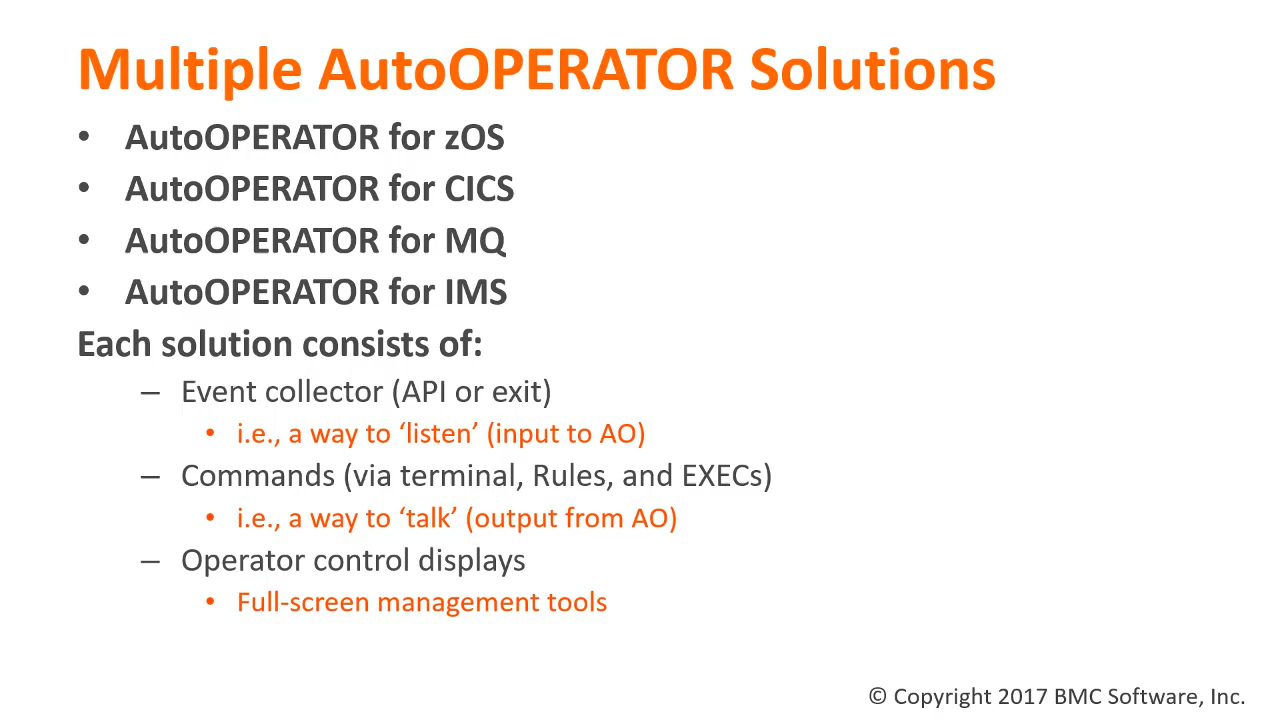 Multiple AutoOPERATOR Solutions
• AutoOPERATOR for zOS
• AutoOPERATOR for CICS
• AutoOPERATOR for MQ
• AutoOPERATOR for IMS
Each solution consists of:
– Event collector (API or exit)
• i.e., a way to ‘listen’ (input to AO)
– Commands (via terminal, Rules, and EXECs)
• i.e., a way to ‘talk’ (output from AO)
– Operator control displays
• Full-screen management tools
© Copyright 2017 BMC Software, Inc.